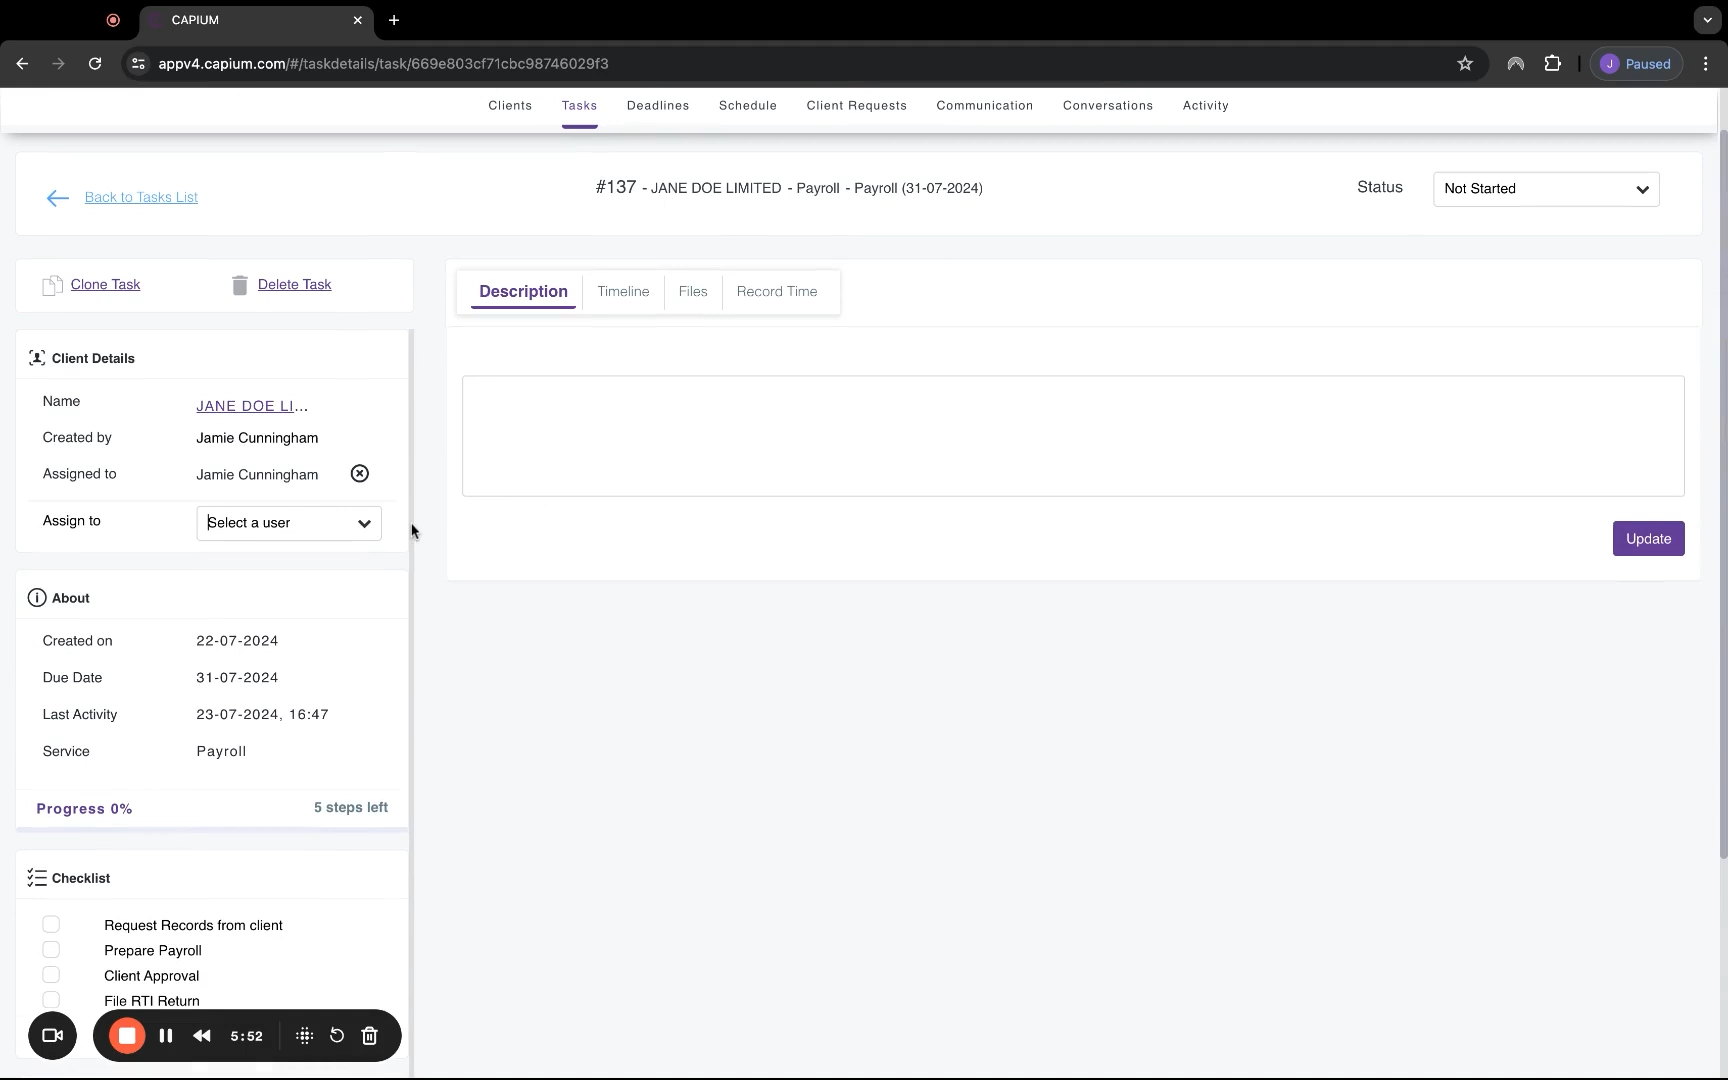 CAPIUM
appv4.capium.com/#/taskdetails/task/669e803cf71cbc98746029f3
J Paused
Clients Tasks Deadlines Schedule Client Requests Communication Conversations Activity
Back to Tasks List
#137 - JANE DOE LIMITED - Payroll - Payroll (31-07-2024)
Status Not Started
Clone Task Delete Task
Description Timeline Files Record Time
Client Details
Name JANE DOE LI...
Created by Jamie Cunningham
Assigned to Jamie Cunningham
Assign to Select a user
Update
About
Created on 22-07-2024
Due Date 31-07-2024
Last Activity 23-07-2024, 16:47
Service Payroll
Progress 0% 5 steps left
Checklist
Request Records from client
Prepare Payroll
Client Approval
File RTI Return
5:52